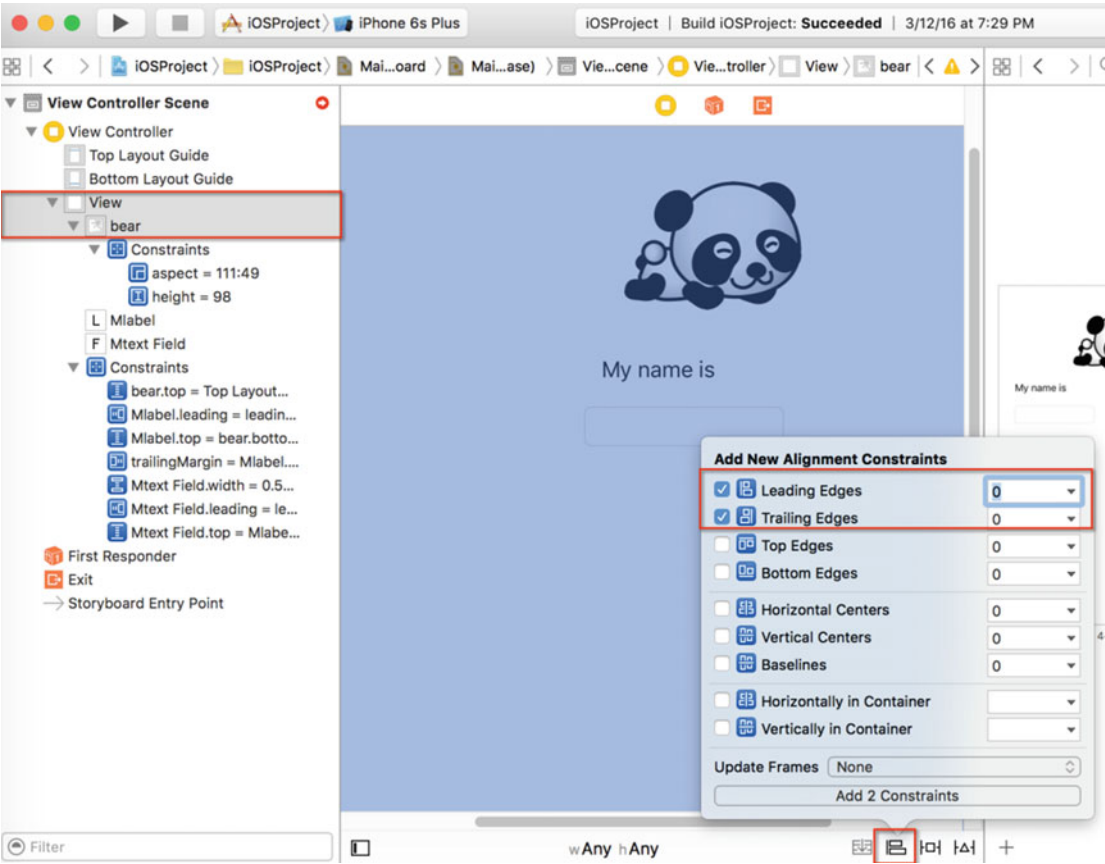 iOSProject iPhone 6s Plus iOSProject | Build iOSProject: Succeeded | 3/12/16 at 7:29 PM
iOSProject iOSProject Mai...oard Mai...ase) Vie...cene Vie...troller View bear
View Controller Scene
View Controller
Top Layout Guide
Bottom Layout Guide
View
bear
Constraints
aspect = 111:49
height = 98
L Mlabel
F Mtext Field
Constraints
bear.top = Top Layout...
Mlabel.leading = leadin...
Mlabel.top = bear.botto...
trailingMargin = Mlabel....
Mtext Field.width = 0.5...
Mtext Field.leading = le...
Mtext Field.top = Mlabe...
First Responder
Exit
Storyboard Entry Point
Filter
My name is
My name is
Add New Alignment Constraints
Leading Edges 0
Trailing Edges 0
Top Edges 0
Bottom Edges 0
Horizontal Centers 0
Vertical Centers 0
Baselines 0
Horizontally in Container
Vertically in Container
Update Frames None
Add 2 Constraints
4
wAny hAny